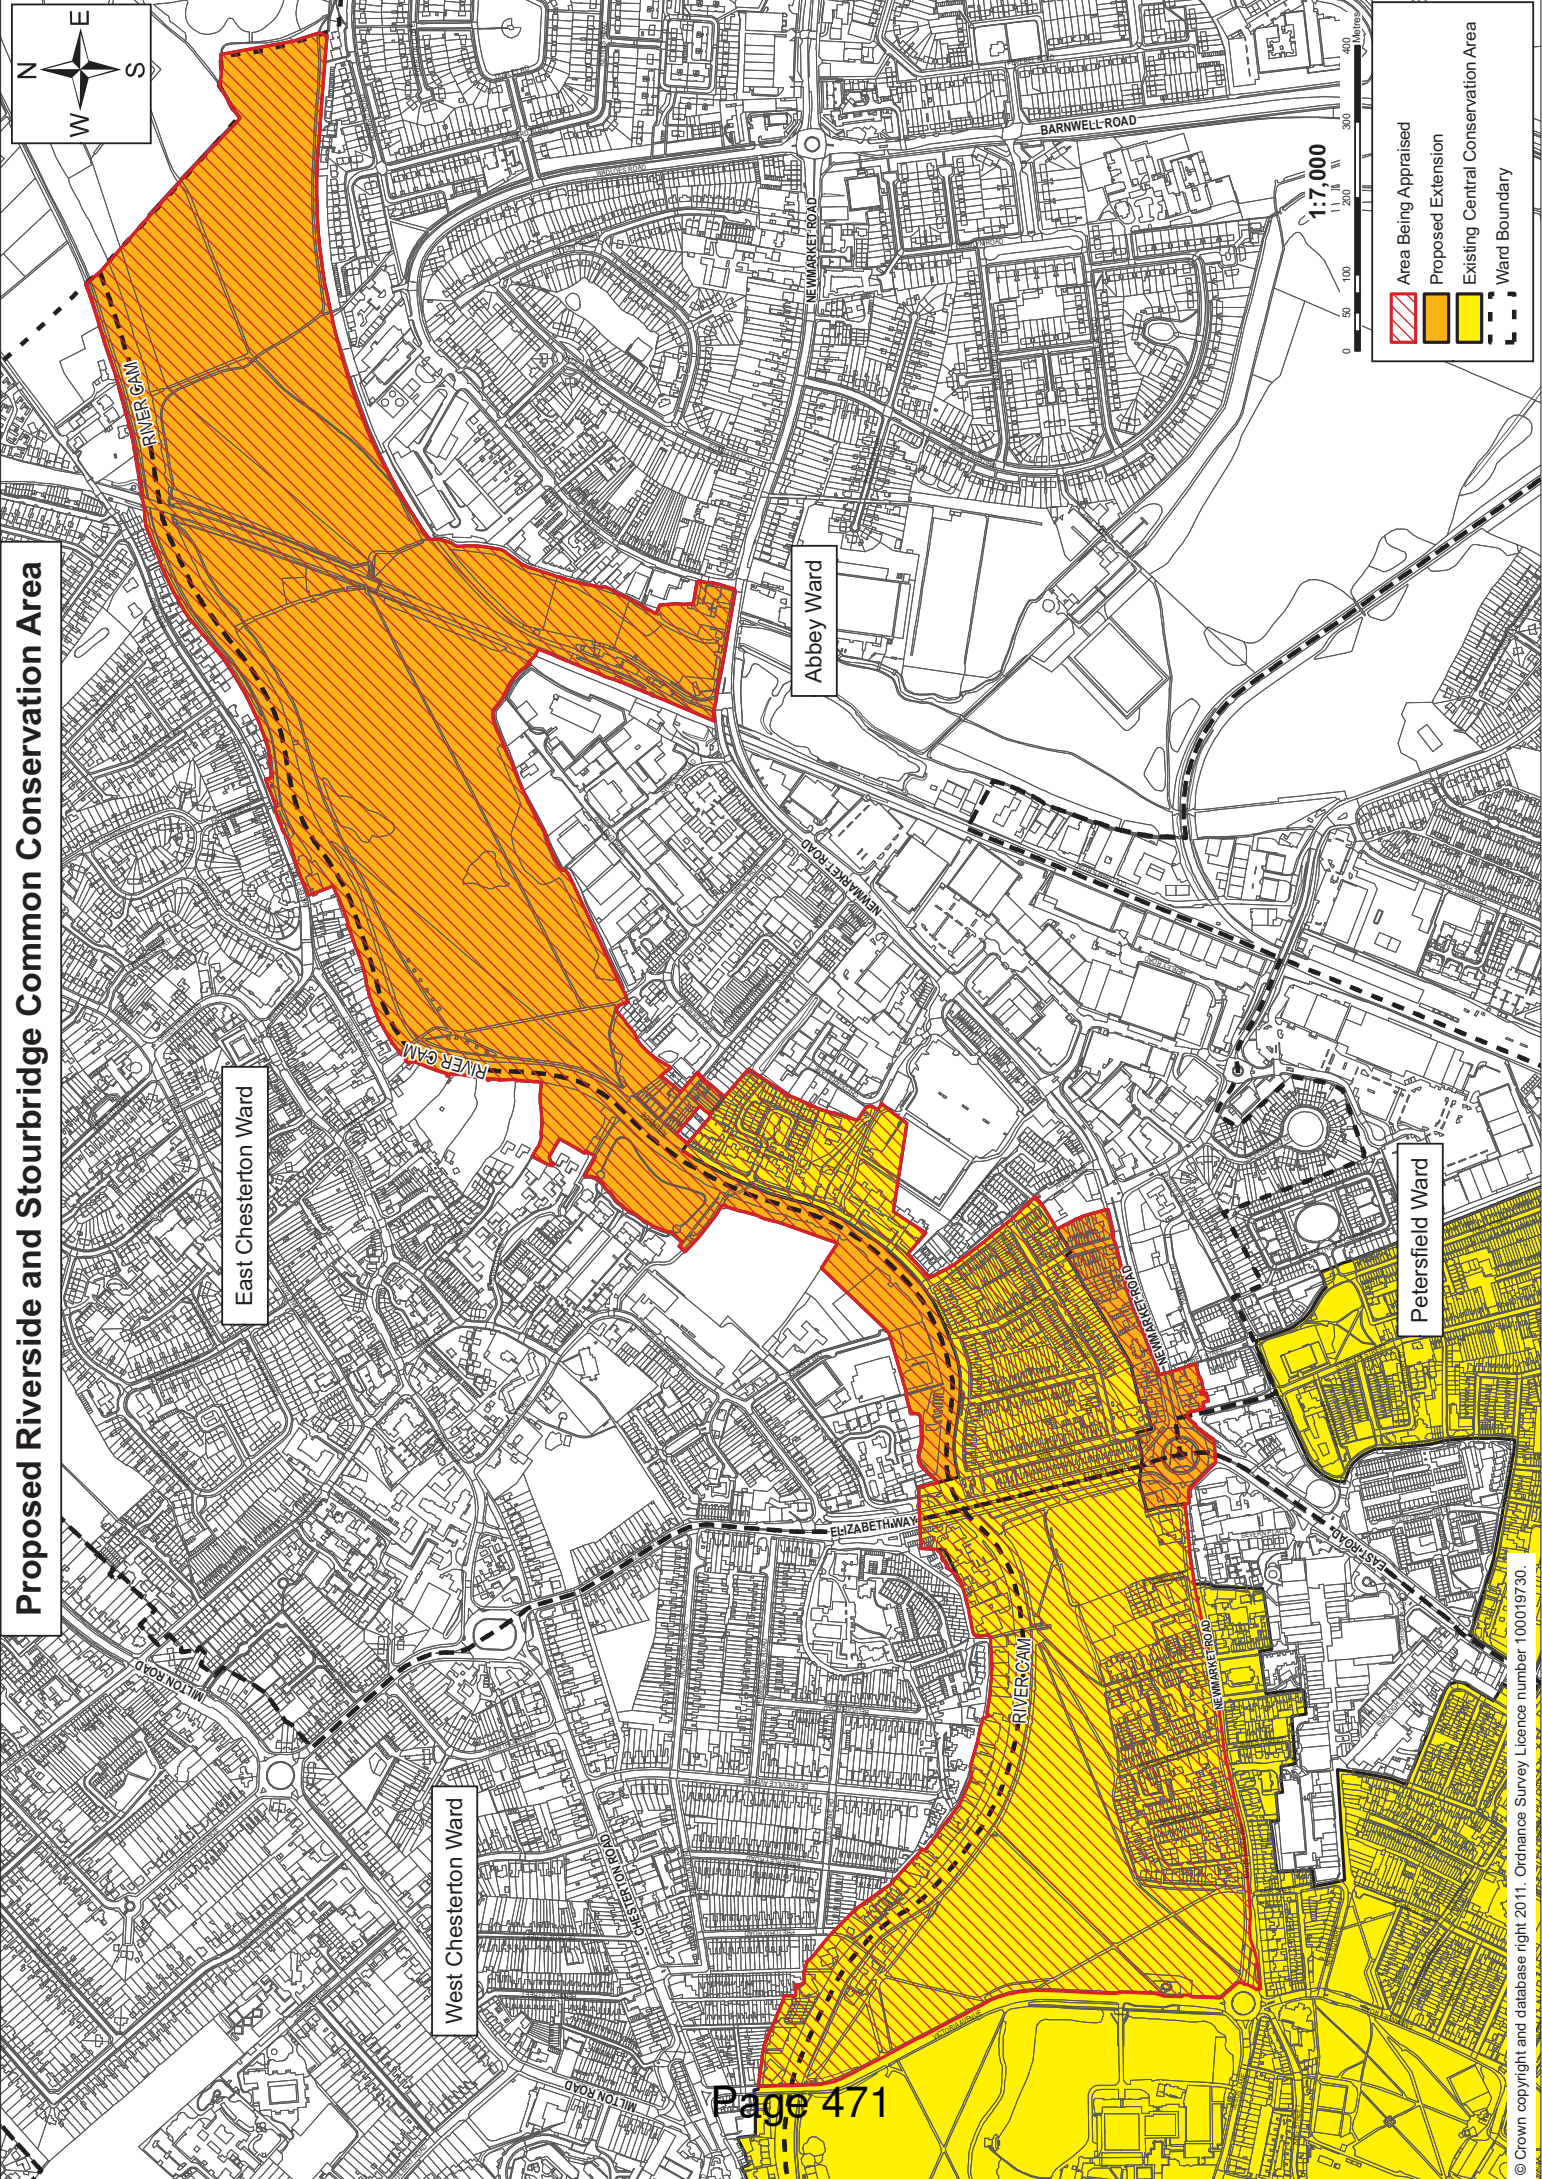 Proposed Riverside and Stourbridge Common Conservation Area
N
W
E
S
RIVER CAM
East Chesterton Ward
RIVER CAM
MILTON ROAD
West Chesterton Ward
CHESTERTON ROAD
MILTON ROAD
ELIZABETH WAY
RIVER CAM
VICTORIA AVENUE
NEWMARKET ROAD
NEWMARKET ROAD
EAST ROAD
Petersfield Ward
NEWMARKET ROAD
Abbey Ward
NEWMARKET ROAD
BARNWELL ROAD
1:7,000
0 50 100 200 300 400
Metres
Area Being Appraised
Proposed Extension
Existing Central Conservation Area
Ward Boundary
© Crown copyright and database right 2011. Ordnance Survey Licence number 100019730.
Page 471